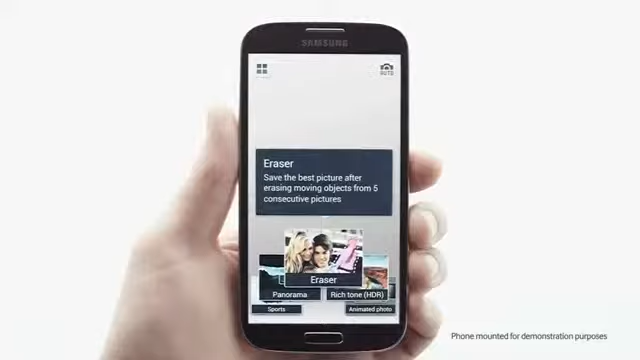 SAMSUNG
AUTO
Eraser
Save the best picture after
erasing moving objects from 5
consecutive pictures
Eraser
Panorama
Rich tone (HDR)
Sports
Animated photo
Phone mounted for demonstration purposes